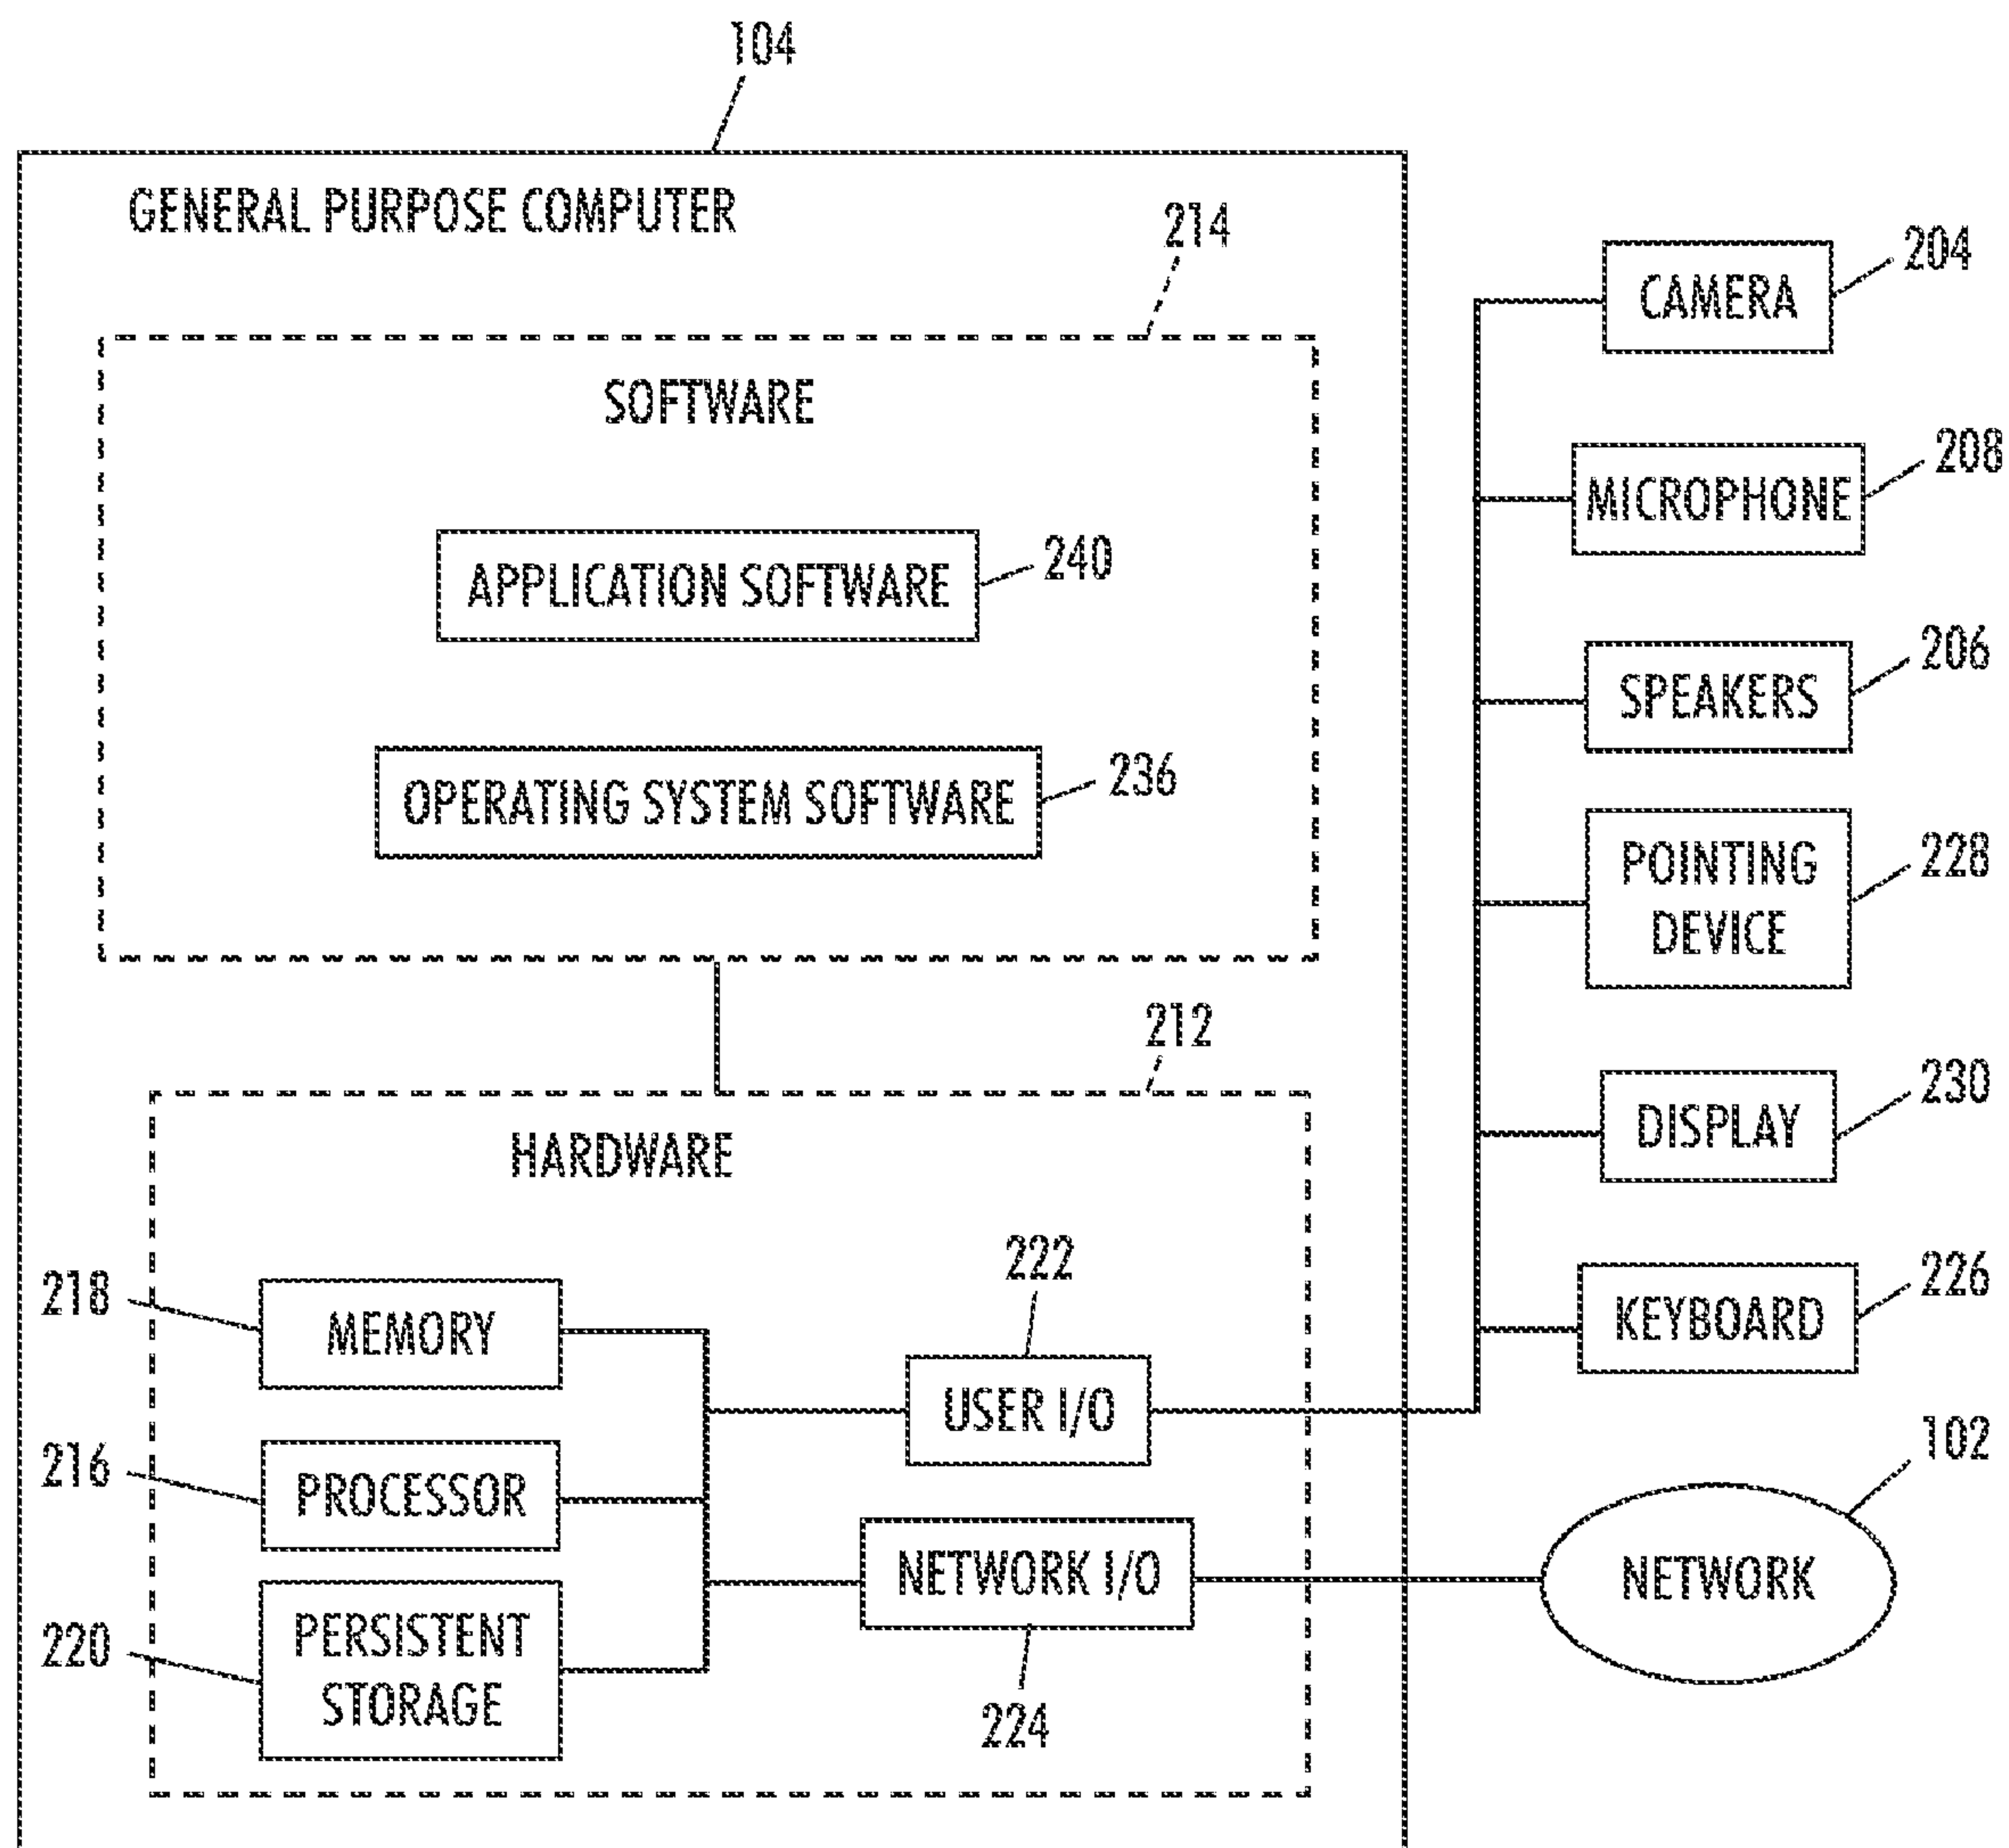 104
GENERAL PURPOSE COMPUTER
214
SOFTWARE
APPLICATION SOFTWARE
240
OPERATING SYSTEM SOFTWARE
236
212
HARDWARE
218
MEMORY
222
USER I/O
216
PROCESSOR
NETWORK I/O
224
220
PERSISTENT
STORAGE
CAMERA
204
MICROPHONE
208
SPEAKERS
206
POINTING
DEVICE
228
DISPLAY
230
KEYBOARD
226
102
NETWORK